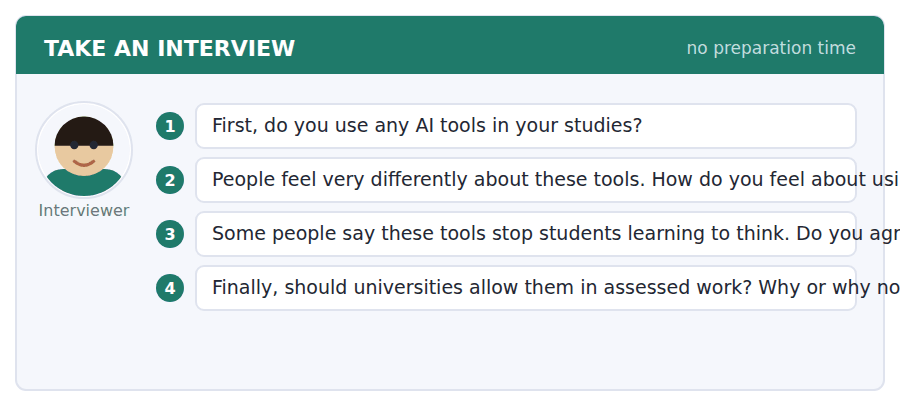 TAKE AN INTERVIEW
no preparation time
Interviewer
1 First, do you use any AI tools in your studies?
2 People feel very differently about these tools. How do you feel about usi
3 Some people say these tools stop students learning to think. Do you agr
4 Finally, should universities allow them in assessed work? Why or why no